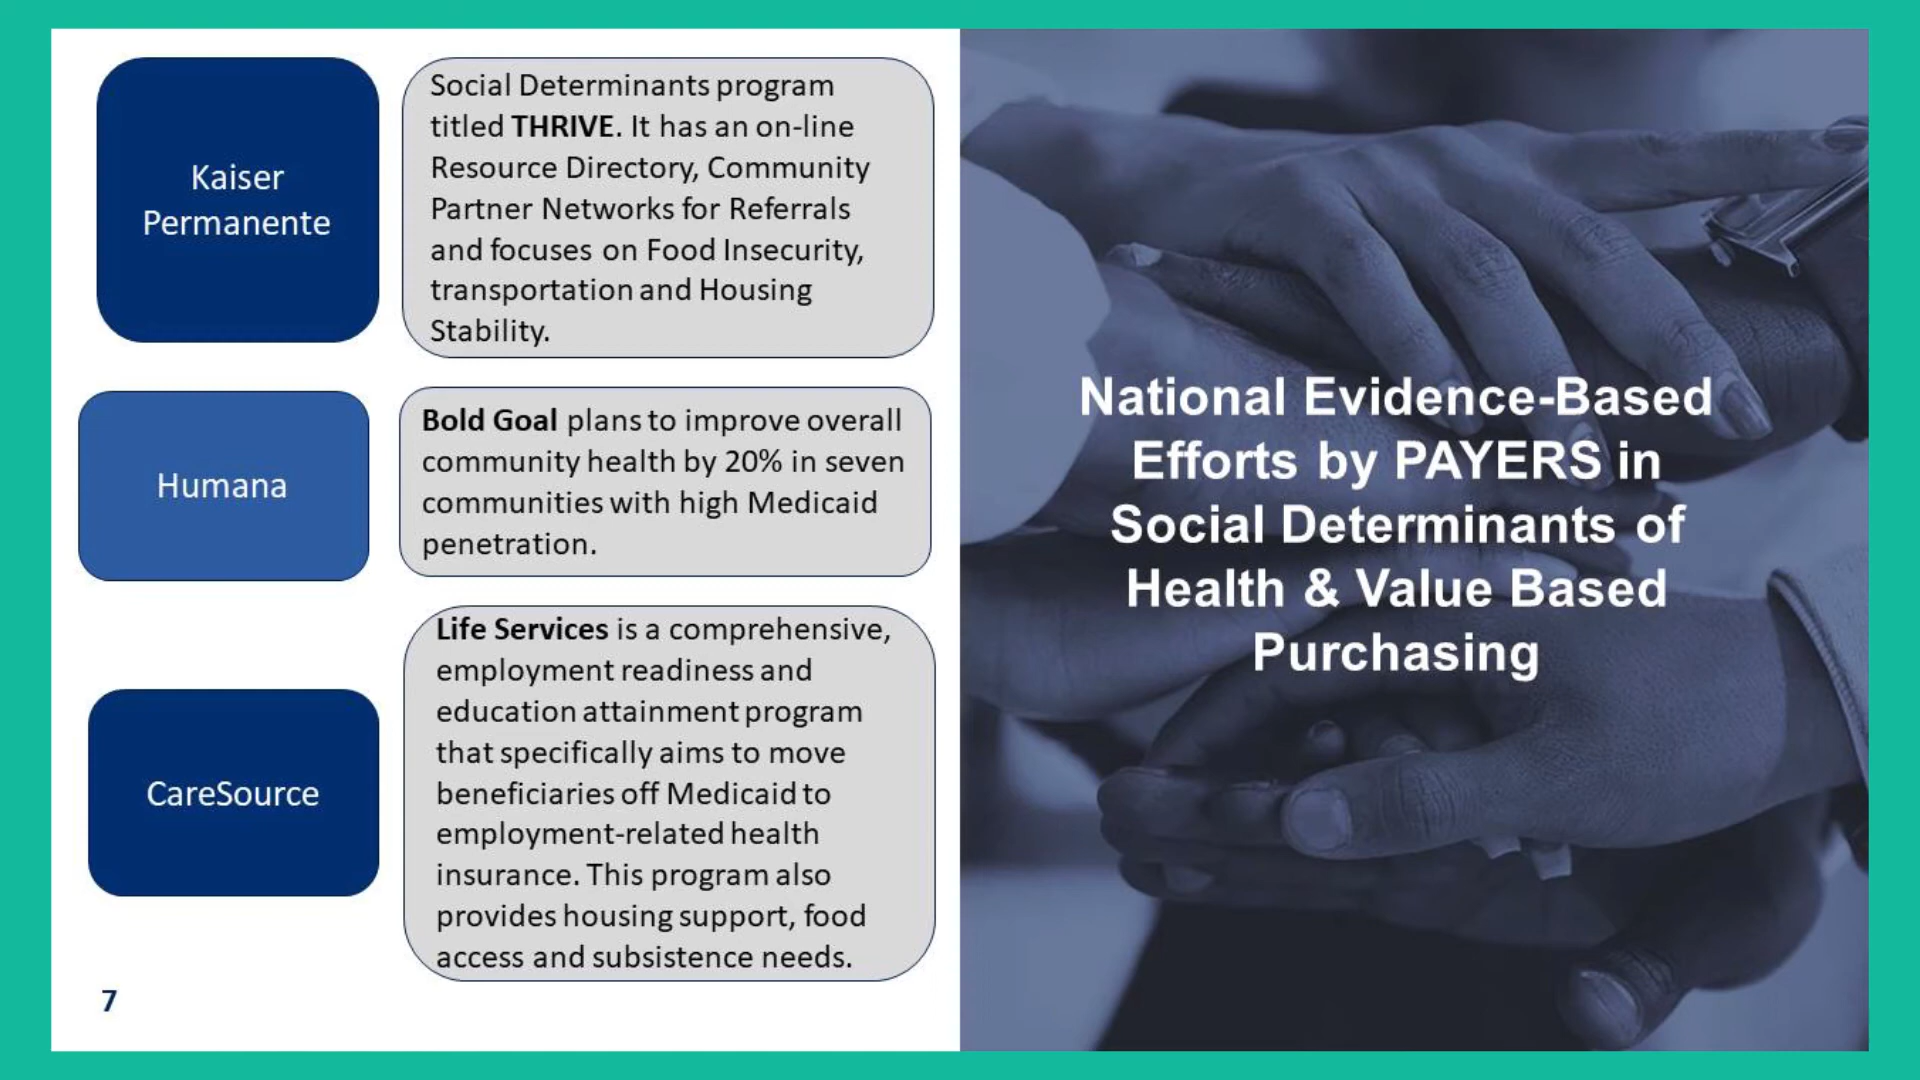 Kaiser
Permanente
Social Determinants program
titled THRIVE. It has an on-line
Resource Directory, Community
Partner Networks for Referrals
and focuses on Food Insecurity,
transportation and Housing
Stability.
Humana
Bold Goal plans to improve overall
community health by 20% in seven
communities with high Medicaid
penetration.
CareSource
Life Services is a comprehensive,
employment readiness and
education attainment program
that specifically aims to move
beneficiaries off Medicaid to
employment-related health
insurance. This program also
provides housing support, food
access and subsistence needs.
7
National Evidence-Based
Efforts by PAYERS in
Social Determinants of
Health & Value Based
Purchasing